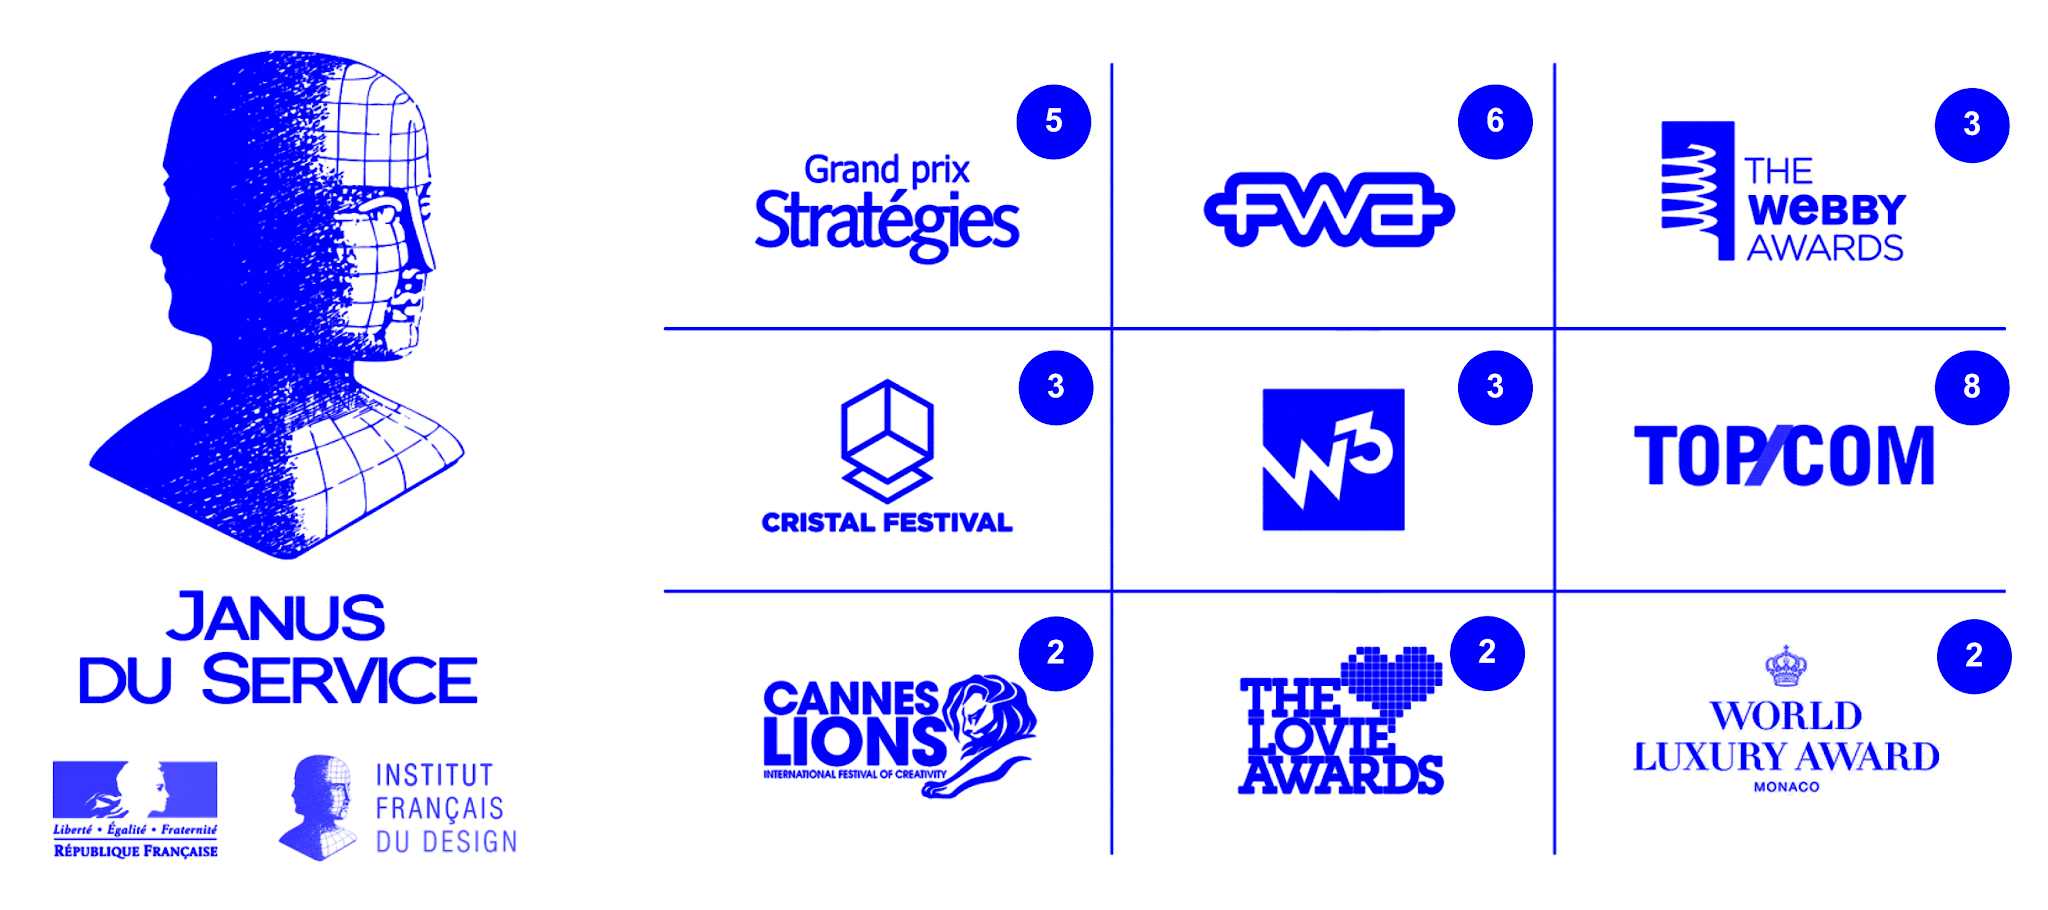 JANUS
DU SERVICE
Liberté • Égalité • Fraternité
RÉPUBLIQUE FRANÇAISE
INSTITUT
FRANÇAIS
DU DESIGN
5
Grand prix
Stratégies
6
FWA
3
THE
WeBBY
AWARDS
3
CRISTAL FESTIVAL
3
W3
8
TOP/COM
2
CANNES
LIONS
INTERNATIONAL FESTIVAL OF CREATIVITY
2
THE
LOVIE
AWARDS
2
WORLD
LUXURY AWARD
MONACO